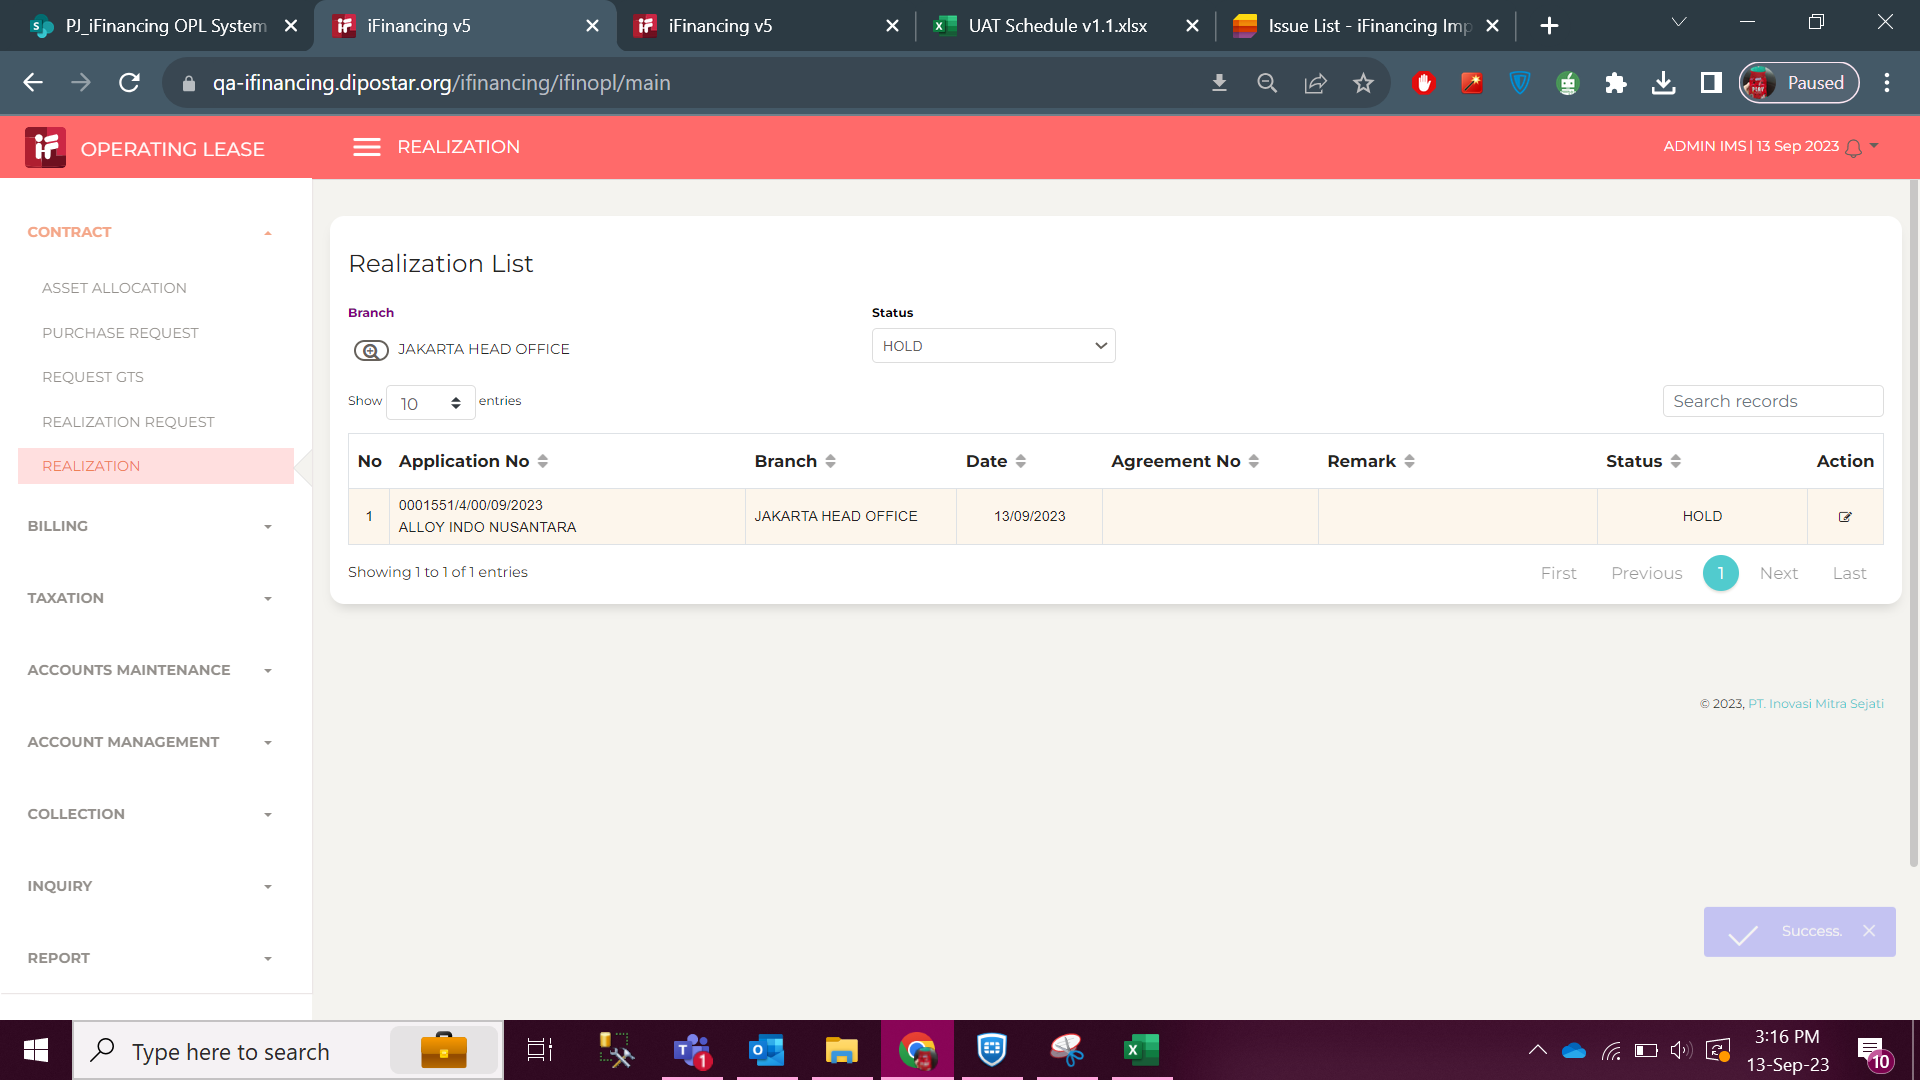 PJ_iFinancing OPL System
iFinancing v5
iFinancing v5
UAT Schedule v1.1.xlsx
Issue List - iFinancing Imp
qa-ifinancing.dipostar.org/ifinancing/ifinopl/main
Paused
iF
OPERATING LEASE
REALIZATION
ADMIN IMS | 13 Sep 2023
CONTRACT
ASSET ALLOCATION
PURCHASE REQUEST
REQUEST GTS
REALIZATION REQUEST
REALIZATION
BILLING
TAXATION
ACCOUNTS MAINTENANCE
ACCOUNT MANAGEMENT
COLLECTION
INQUIRY
REPORT
Realization List
Branch
JAKARTA HEAD OFFICE
Status
HOLD
Show 10 entries
Search records
No Application No Branch Date Agreement No Remark Status Action
1 0001551/4/00/09/2023 JAKARTA HEAD OFFICE 13/09/2023 HOLD
ALLOY INDO NUSANTARA
Showing 1 to 1 of 1 entries
First Previous 1 Next Last
© 2023, PT. Inovasi Mitra Sejati
Success.
Type here to search
1
3:16 PM
13-Sep-23
10